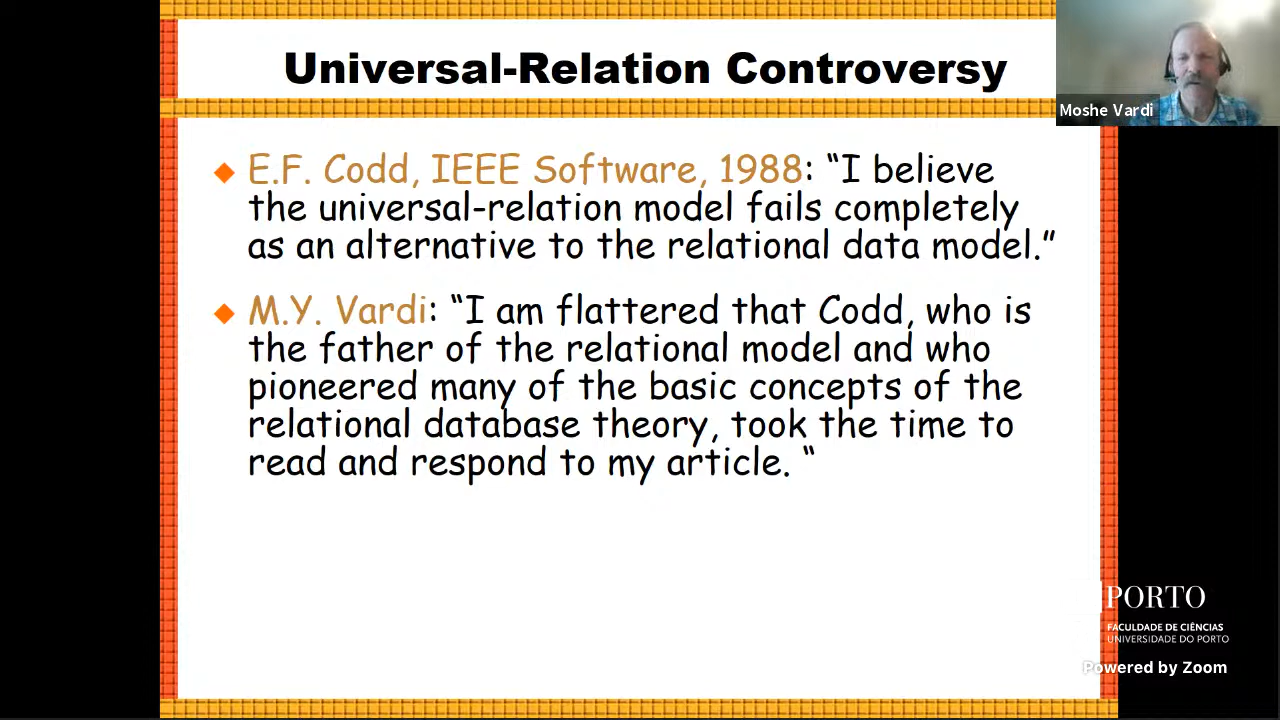 Universal-Relation Controversy
Moshe Vardi
E.F. Codd, IEEE Software, 1988: “I believe
the universal-relation model fails completely
as an alternative to the relational data model.”
M.Y. Vardi: “I am flattered that Codd, who is
the father of the relational model and who
pioneered many of the basic concepts of the
relational database theory, took the time to
read and respond to my article. “
PORTO
FACULDADE DE CIÊNCIAS
UNIVERSIDADE DO PORTO
Powered by Zoom